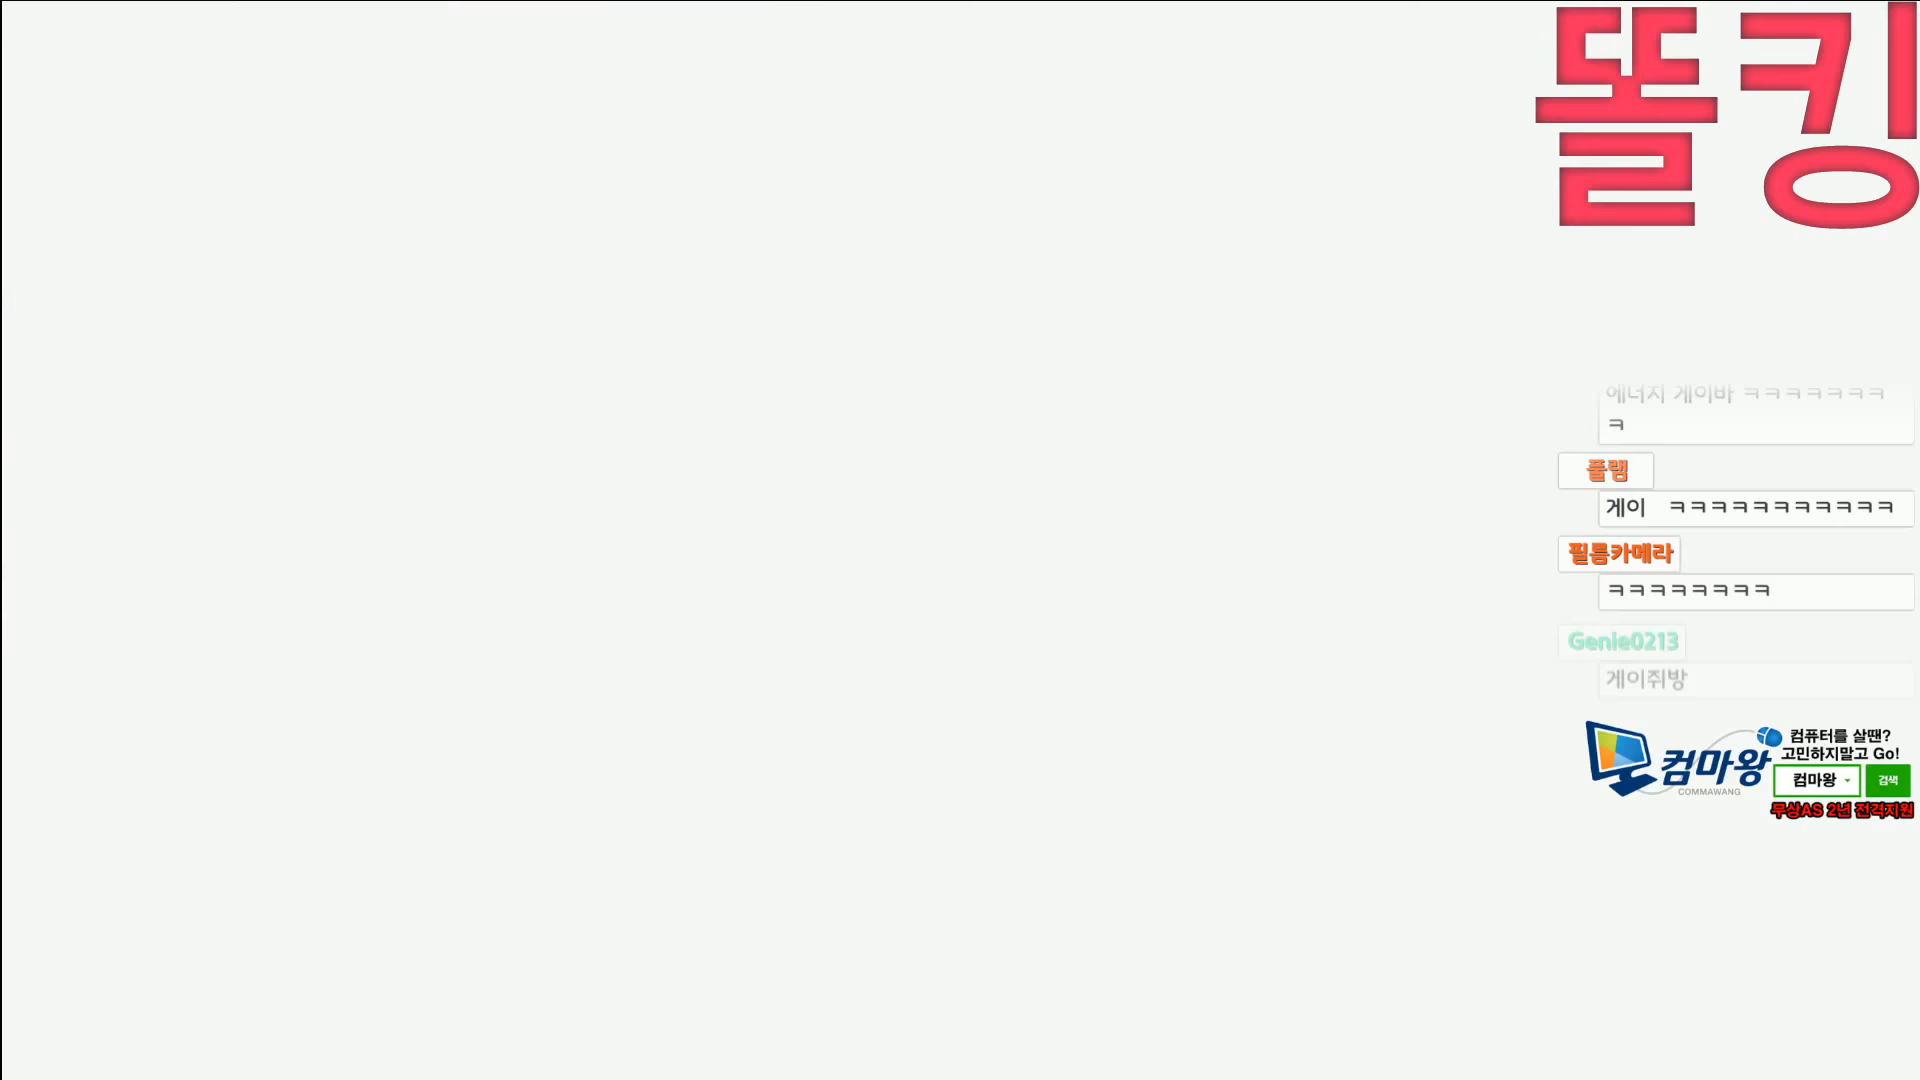 똘킹
에너지 게이바 ㅋㅋㅋㅋㅋㅋㅋ
ㅋ
풀램
게이 ㅋㅋㅋㅋㅋㅋㅋㅋㅋㅋㅋ
필름카메라
ㅋㅋㅋㅋㅋㅋㅋㅋ
Genie0213
게이쥐방
컴퓨터를 살땐?
고민하지말고 Go!
컴마왕
COMMAWANG
컴마왕 검색
무상AS 2년 전격지원